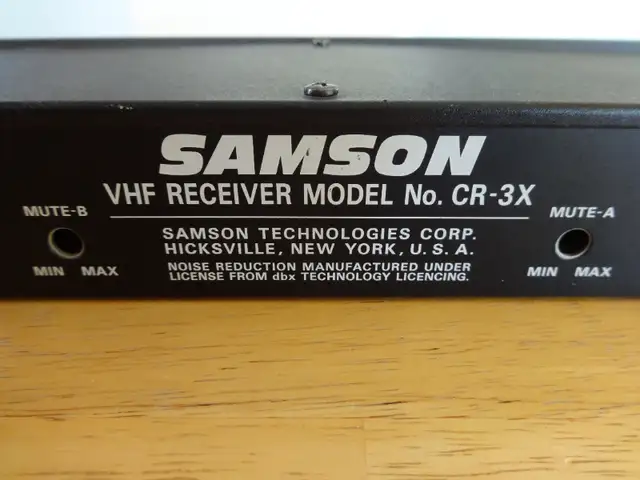 SAMSON
VHF RECEIVER MODEL No. CR-3X
MUTE-B
MIN MAX
SAMSON TECHNOLOGIES CORP.
HICKSVILLE, NEW YORK, U.S.A.
NOISE REDUCTION MANUFACTURED UNDER
LICENSE FROM dbx TECHNOLOGY LICENCING.
MUTE-A
MIN MAX